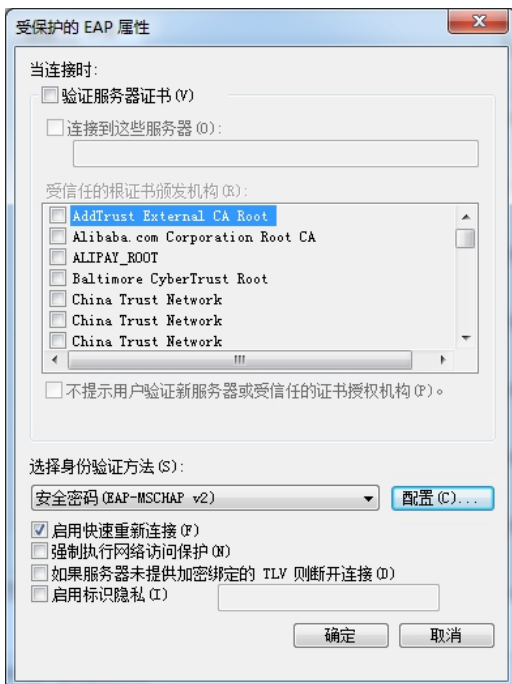 受保护的 EAP 属性
当连接时:
验证服务器证书(V)
连接到这些服务器(O):
受信任的根证书颁发机构(R):
AddTrust External CA Root
Alibaba.com Corporation Root CA
ALIPAY_ROOT
Baltimore CyberTrust Root
China Trust Network
China Trust Network
China Trust Network
不提示用户验证新服务器或受信任的证书授权机构(P)。
选择身份验证方法(S):
安全密码(EAP-MSCHAP v2) 配置(C)...
启用快速重新连接(F)
强制执行网络访问保护(N)
如果服务器未提供加密绑定的 TLV 则断开连接(D)
启用标识隐私(I)
确定 取消